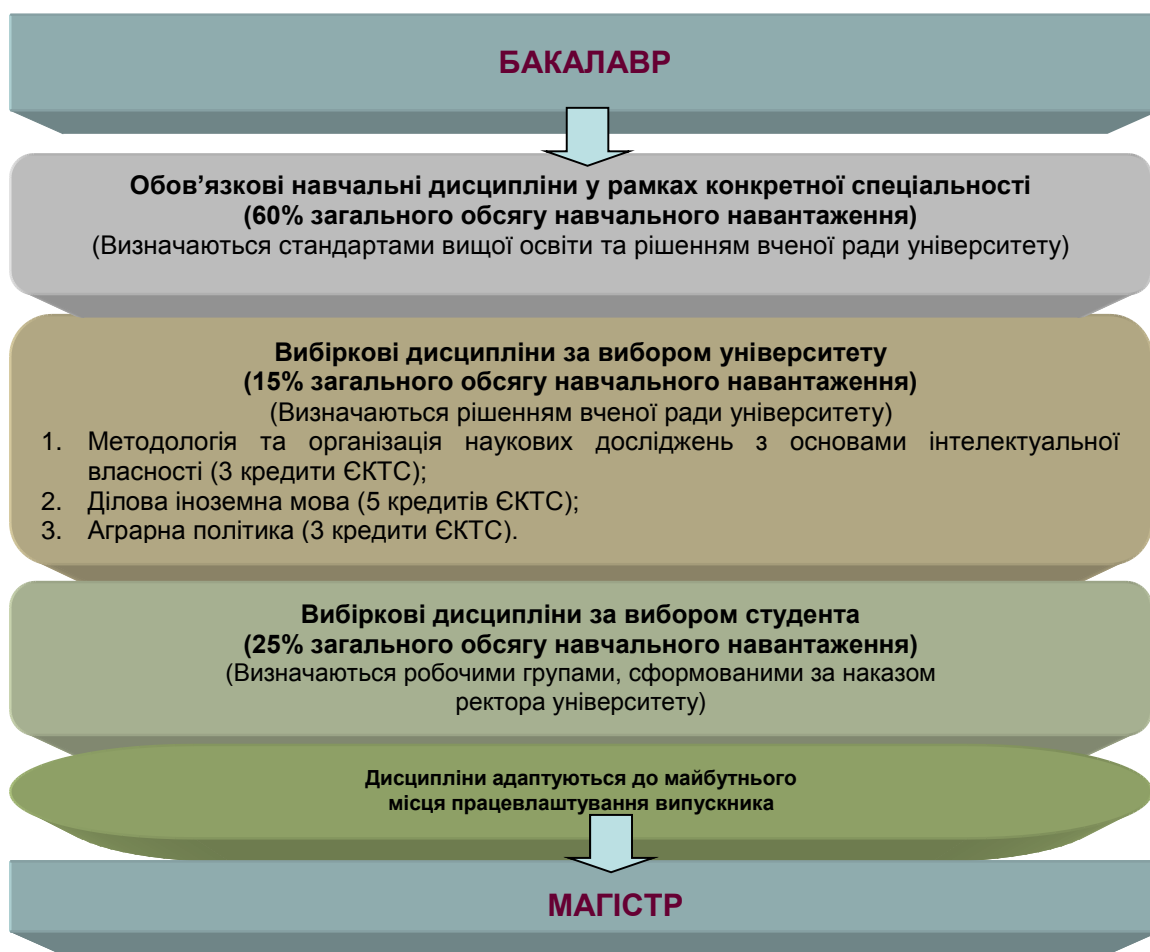 БАКАЛАВР
Обов’язкові навчальні дисципліни у рамках конкретної спеціальності
(60% загального обсягу навчального навантаження)
(Визначаються стандартами вищої освіти та рішенням вченої ради університету)
Вибіркові дисципліни за вибором університету
(15% загального обсягу навчального навантаження)
(Визначаються рішенням вченої ради університету)
1. Методологія та організація наукових досліджень з основами інтелектуальної
власності (3 кредити ЄКТС);
2. Ділова іноземна мова (5 кредитів ЄКТС);
3. Аграрна політика (3 кредити ЄКТС).
Вибіркові дисципліни за вибором студента
(25% загального обсягу навчального навантаження)
(Визначаються робочими групами, сформованими за наказом
ректора університету)
Дисципліни адаптуються до майбутнього
місця працевлаштування випускника
МАГІСТР